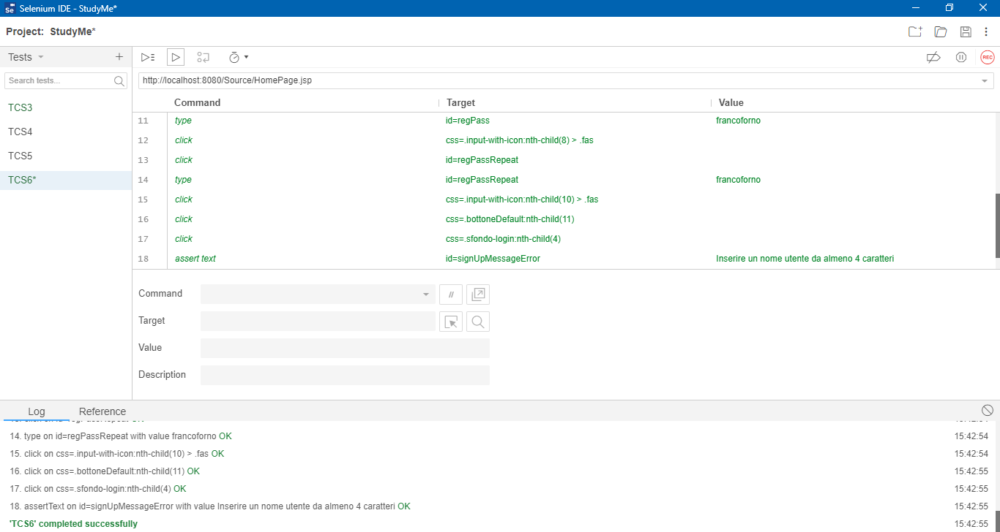 Selenium IDE - StudyMe*
Project: StudyMe*
Tests
Search tests...
TCS3
TCS4
TCS5
TCS6*
REC
http://localhost:8080/Source/HomePage.jsp
Command Target Value
11 type id=regPass francoforno
12 click css=.input-with-icon:nth-child(8) > .fas
13 click id=regPassRepeat
14 type id=regPassRepeat francoforno
15 click css=.input-with-icon:nth-child(10) > .fas
16 click css=.bottoneDefault:nth-child(11)
17 click css=.sfondo-login:nth-child(4)
18 assert text id=signUpMessageError Inserire un nome utente da almeno 4 caratteri
Command //
Target
Value
Description
Log Reference
14. type on id=regPassRepeat with value francoforno OK 15:42:54
15. click on css=.input-with-icon:nth-child(10) > .fas OK 15:42:54
16. click on css=.bottoneDefault:nth-child(11) OK 15:42:55
17. click on css=.sfondo-login:nth-child(4) OK 15:42:55
18. assertText on id=signUpMessageError with value Inserire un nome utente da almeno 4 caratteri OK 15:42:55
'TCS6' completed successfully 15:42:55